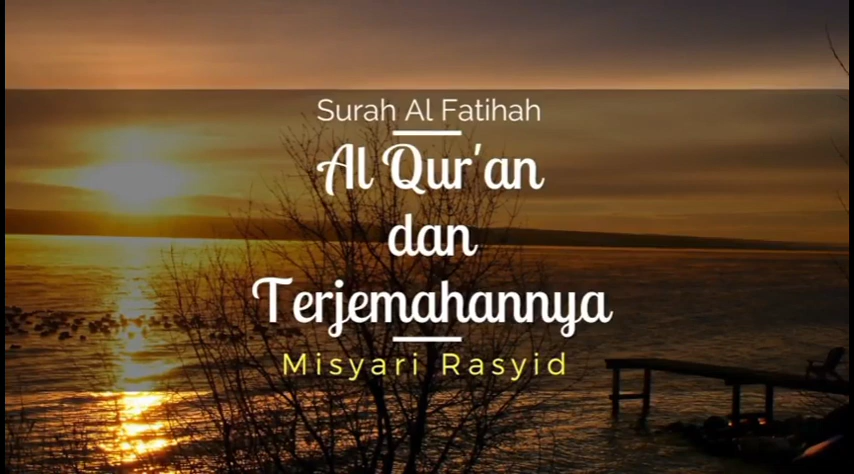 Surah Al Fatihah
Al Qur'an
dan
Terjemahannya
Misyari Rasyid